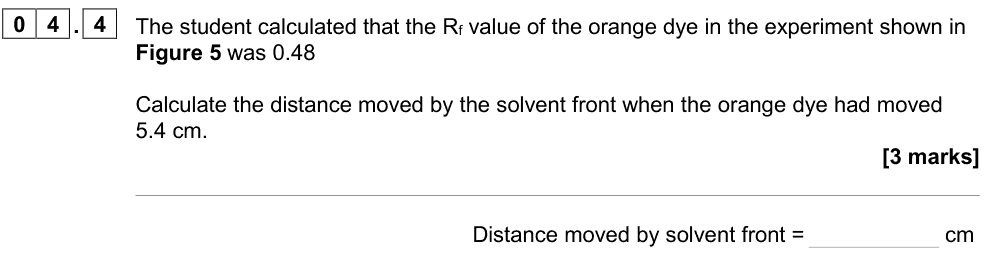 0 4 . 4 The student calculated that the Rf value of the orange dye in the experiment shown in
Figure 5 was 0.48
Calculate the distance moved by the solvent front when the orange dye had moved
5.4 cm.
[3 marks]
Distance moved by solvent front = cm